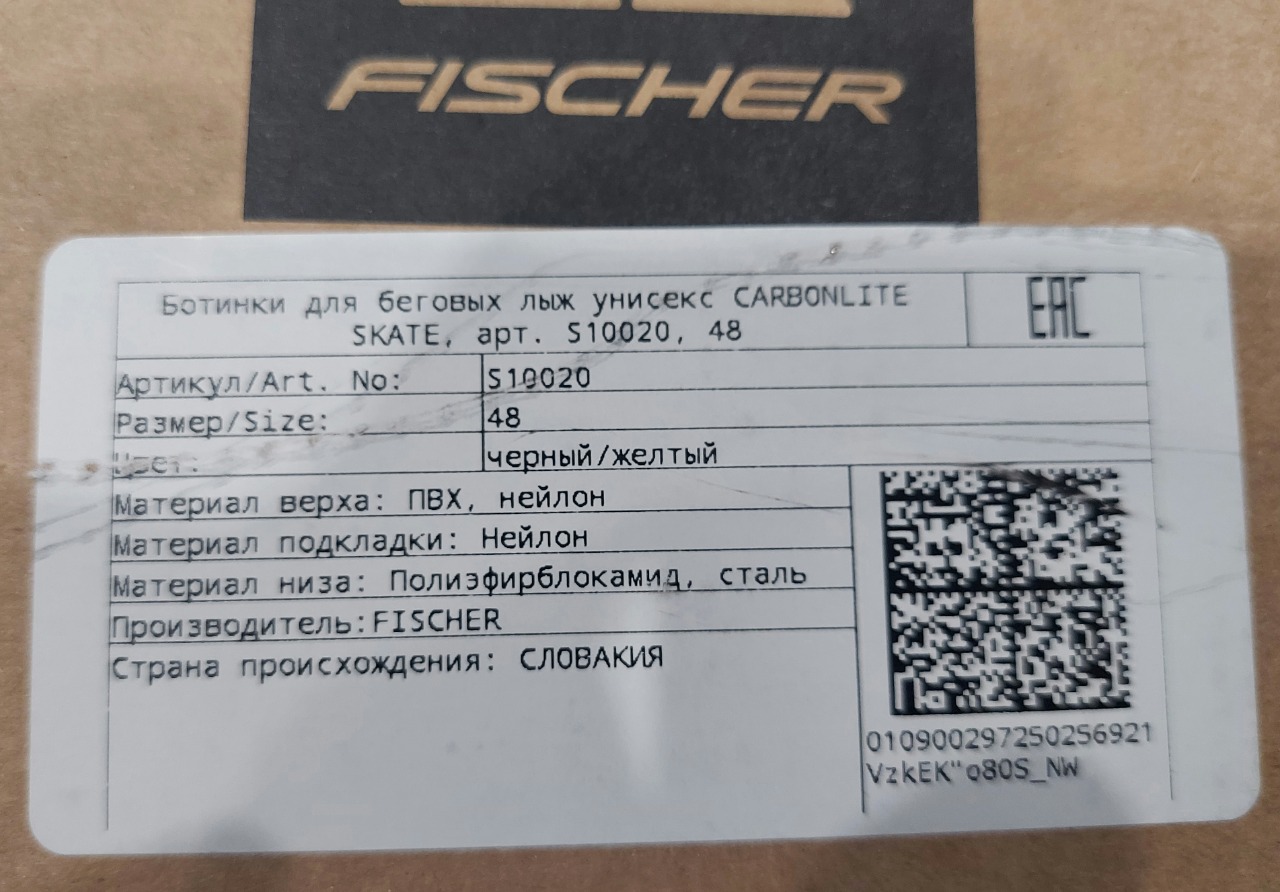 FISCHER
Ботинки для беговых лыж унисекс CARBONLITE
SKATE, арт. S10020, 48
EAC
Артикул/Art. No: S10020
Размер/Size: 48
Цвет: черный/желтый
Материал верха: ПВХ, нейлон
Материал подкладки: Нейлон
Материал низа: Полиэфирблокамид, сталь
Производитель:FISCHER
Страна происхождения: СЛОВАКИЯ
010900297250256921
VzkEK"o80S_NW